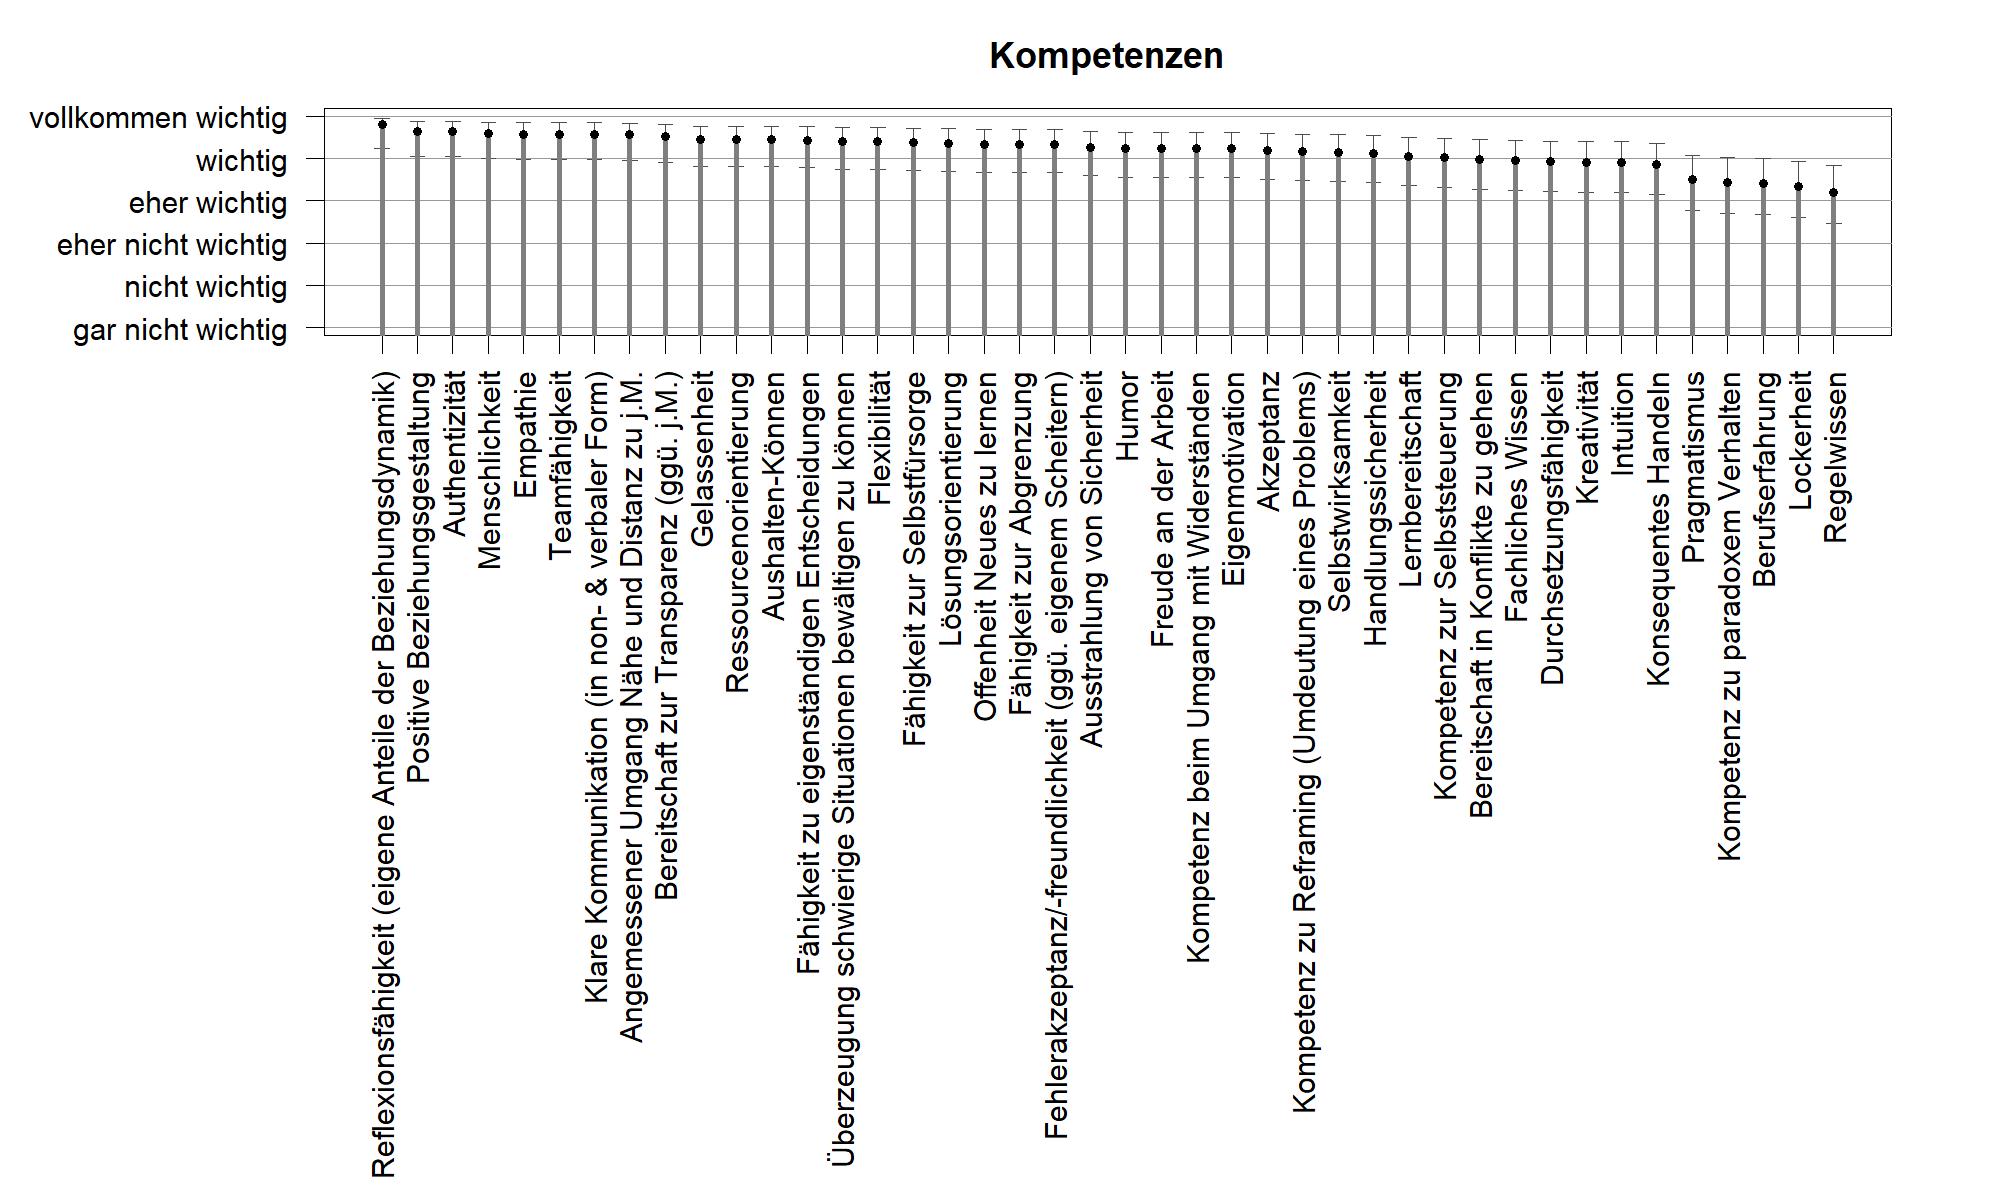 Kompetenzen
vollkommen wichtig
wichtig
eher wichtig
eher nicht wichtig
nicht wichtig
gar nicht wichtig
Reflexionsfähigkeit (eigene Anteile der Beziehungsdynamik)
Positive Beziehungsgestaltung
Authentizität
Menschlichkeit
Empathie
Teamfähigkeit
Klare Kommunikation (in non- & verbaler Form)
Angemessener Umgang Nähe und Distanz zu j.M.
Bereitschaft zur Transparenz (ggü. j.M.)
Gelassenheit
Ressourcenorientierung
Aushalten-Können
Fähigkeit zu eigenständigen Entscheidungen
Überzeugung schwierige Situationen bewältigen zu können
Flexibilität
Fähigkeit zur Selbstfürsorge
Lösungsorientierung
Offenheit Neues zu lernen
Fähigkeit zur Abgrenzung
Fehlerakzeptanz/-freundlichkeit (ggü. eigenem Scheitern)
Ausstrahlung von Sicherheit
Humor
Freude an der Arbeit
Kompetenz beim Umgang mit Widerständen
Eigenmotivation
Akzeptanz
Kompetenz zu Reframing (Umdeutung eines Problems)
Selbstwirksamkeit
Handlungssicherheit
Lernbereitschaft
Kompetenz zur Selbststeuerung
Bereitschaft in Konflikte zu gehen
Fachliches Wissen
Durchsetzungsfähigkeit
Kreativität
Intuition
Konsequentes Handeln
Pragmatismus
Kompetenz zu paradoxem Verhalten
Berufserfahrung
Lockerheit
Regelwissen